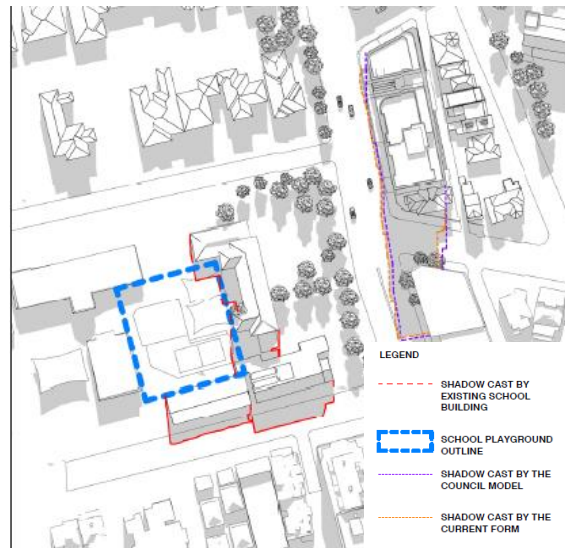 LEGEND
SHADOW CAST BY
EXISTING SCHOOL
BUILDING
SCHOOL PLAYGROUND
OUTLINE
SHADOW CAST BY THE
COUNCIL MODEL
SHADOW CAST BY THE
CURRENT FORM